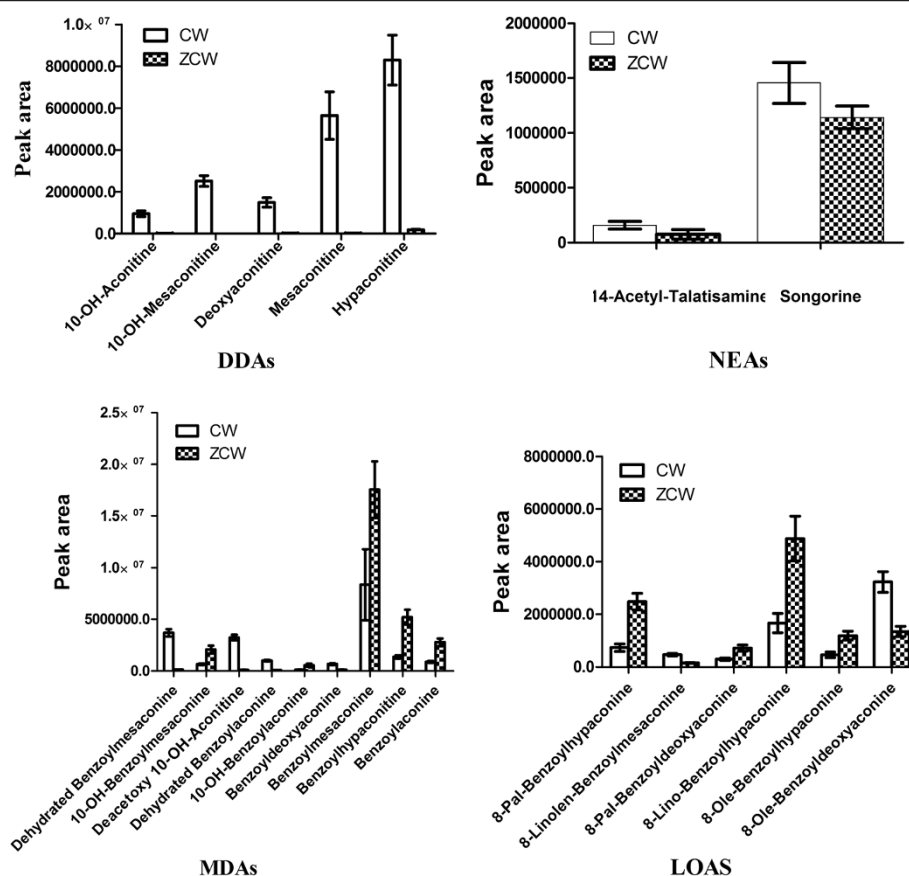 1.0× 07
8000000.0
6000000.0
4000000.0
2000000.0
0.0
Peak area
CW
ZCW
10-OH-Aconitine
10-OH-Mesaconitine
Deoxyaconitine
Mesaconitine
Hypaconitine
DDAs
2000000
1500000
1000000
500000
0
Peak area
CW
ZCW
14-Acetyl-Talatisamine
Songorine
NEAs
2.5× 07
2.0× 07
1.5× 07
1.0× 07
5000000.0
0.0
Peak area
CW
ZCW
Dehydrated Benzoylmesaconine
10-OH-Benzoylmesaconine
Deacetoxy 10-OH-Aconitine
Dehydrated Benzoylaconine
10-OH-Benzoylaconine
Benzoyldeoxyaconine
Benzoylmesaconine
Benzoylhypaconitine
Benzoylaconine
MDAs
8000000.0
6000000.0
4000000.0
2000000.0
0.0
Peak area
CW
ZCW
8-Pal-Benzoylhypaconine
8-Linolen-Benzoylmesaconine
8-Pal-Benzoyldeoxyaconine
8-Lino-Benzoylhypaconine
8-Ole-Benzoylhypaconine
8-Ole-Benzoyldeoxyaconine
LOAS